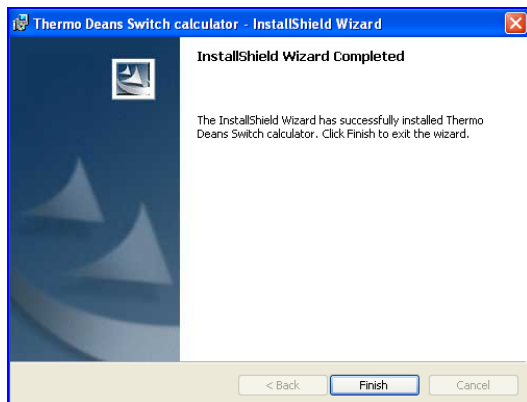 Thermo Deans Switch calculator - InstallShield Wizard
InstallShield Wizard Completed
The InstallShield Wizard has successfully installed Thermo
Deans Switch calculator. Click Finish to exit the wizard.
< Back Finish Cancel